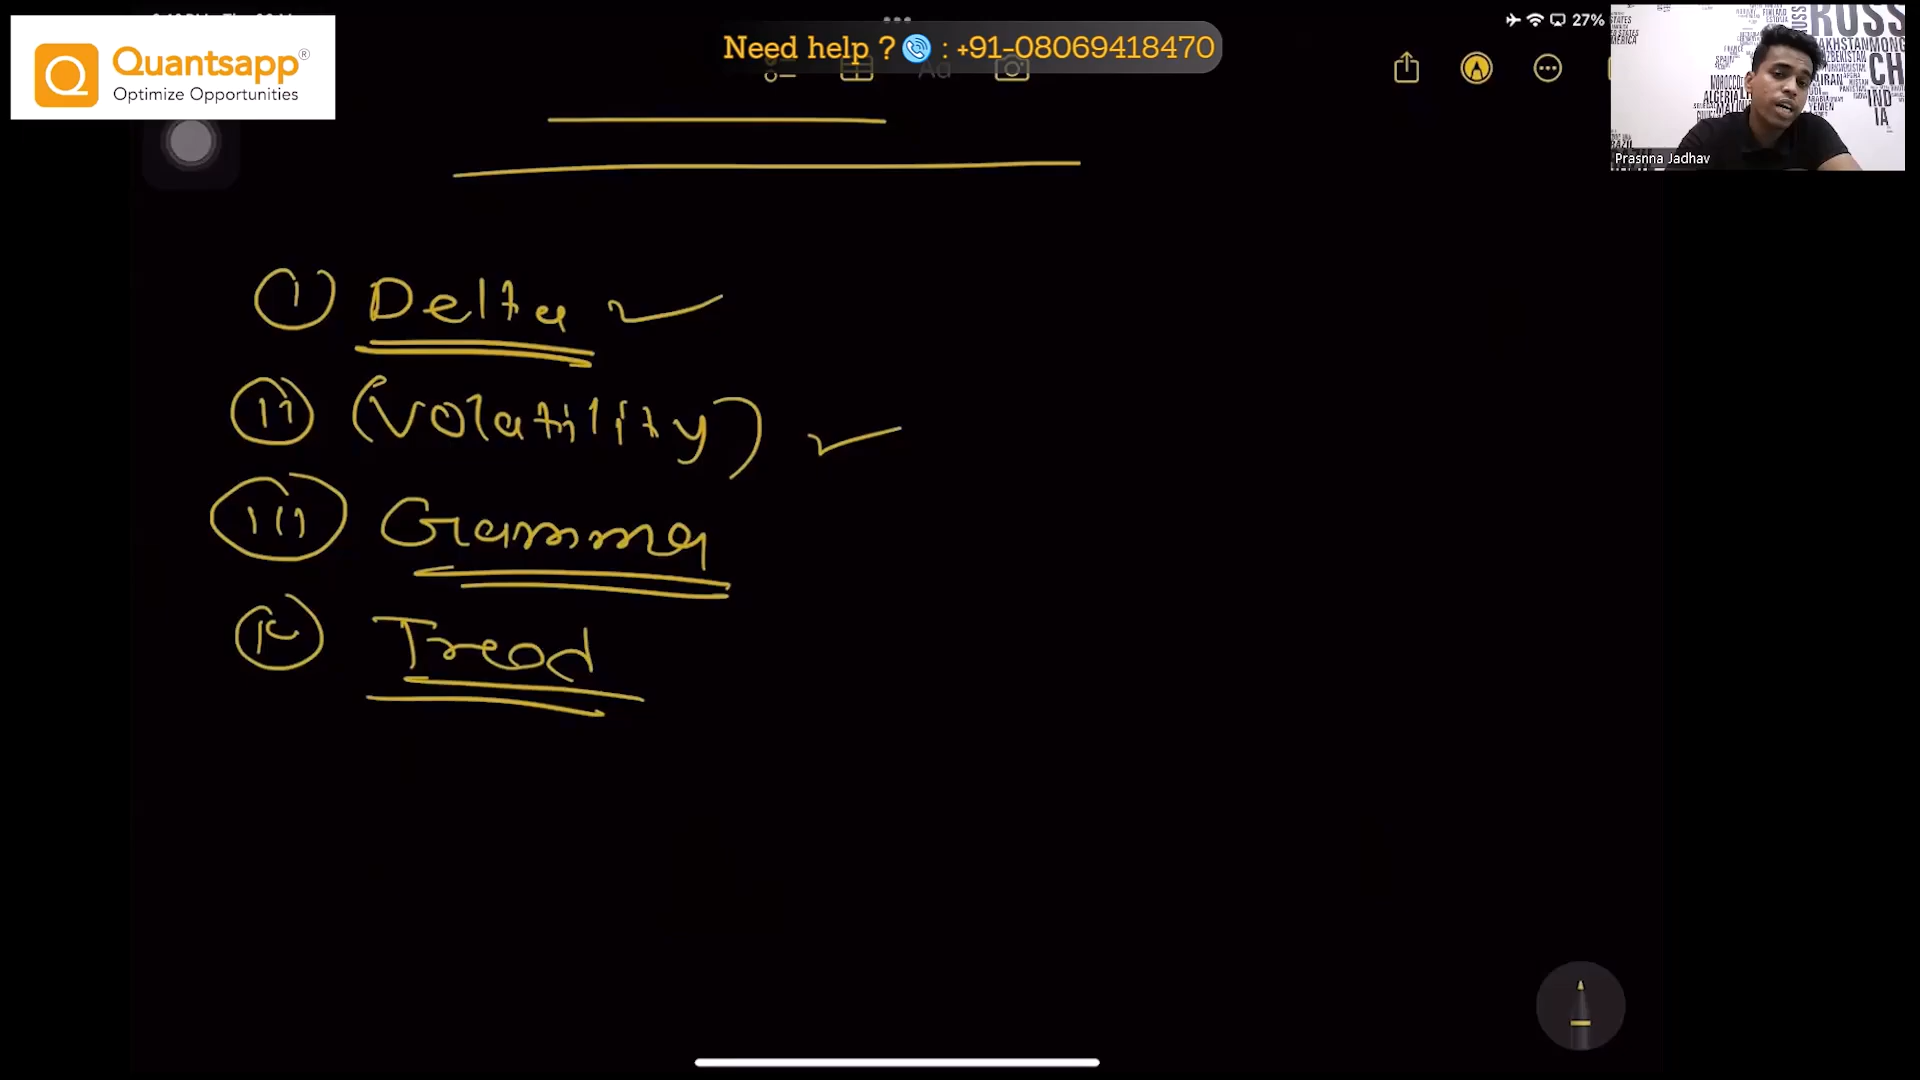 Quantsapp®
Optimize Opportunities
Need help ? : +91-08069418470
27%
Prasnna Jadhav
i Delta
ii (Volatility)
iii Gamma
iv Trend